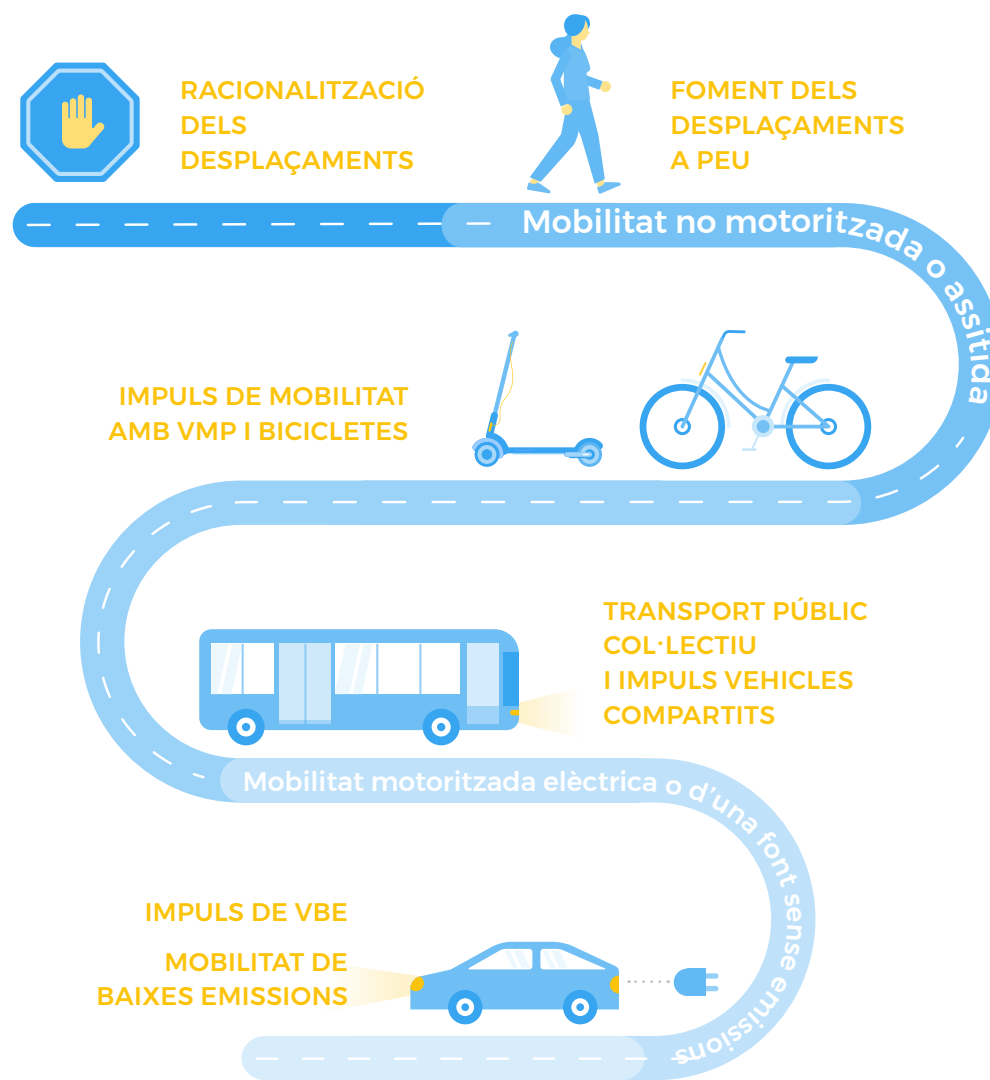 RACIONALITZACIÓ
DELS
DESPLAÇAMENTS
FOMENT DELS
DESPLAÇAMENTS
A PEU
Mobilitat no motoritzada o assitida
IMPULS DE MOBILITAT
AMB VMP I BICICLETES
TRANSPORT PÚBLIC
COL·LECTIU
I IMPULS VEHICLES
COMPARTITS
Mobilitat motoritzada elèctrica o d'una font sense emissions
IMPULS DE VBE
MOBILITAT DE
BAIXES EMISSIONS